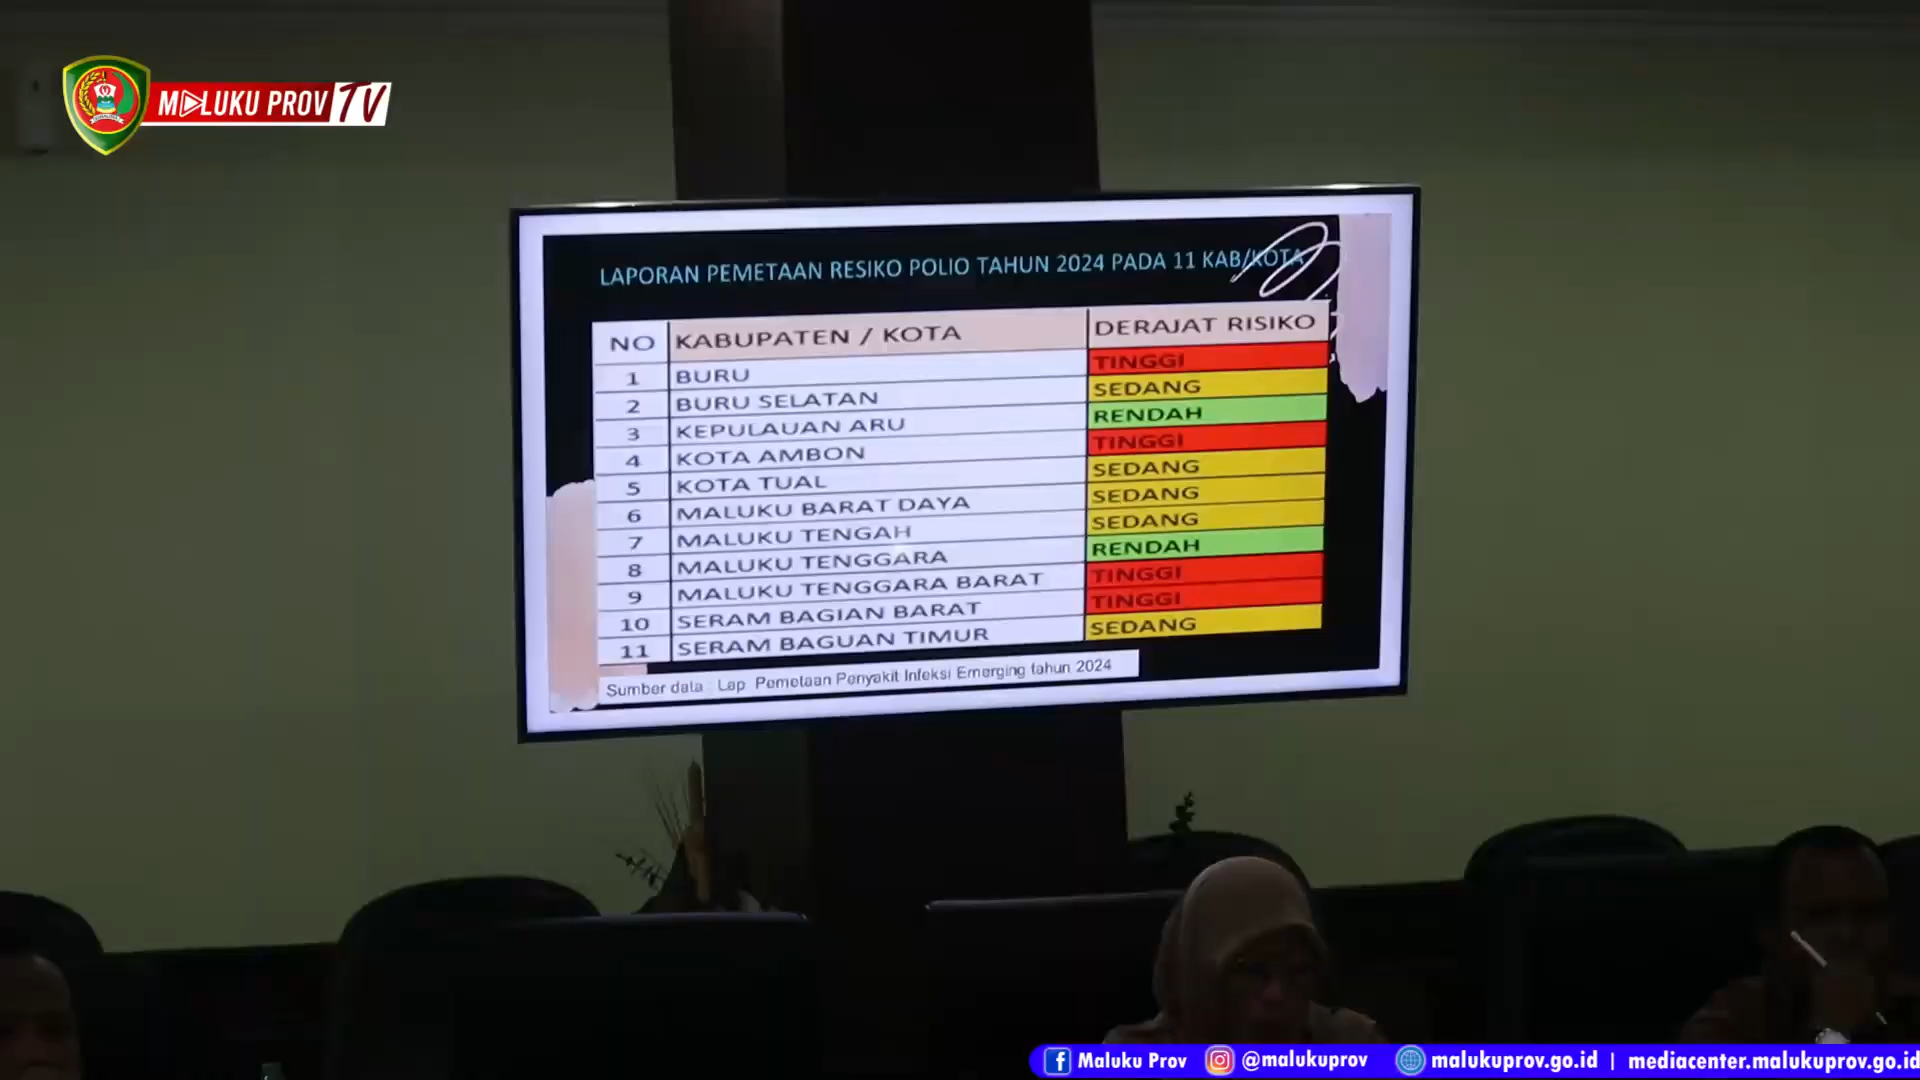 MALUKU PROV TV
LAPORAN PEMETAAN RESIKO POLIO TAHUN 2024 PADA 11 KAB/KOTA
NO KABUPATEN / KOTA DERAJAT RISIKO
1 BURU TINGGI
2 BURU SELATAN SEDANG
3 KEPULAUAN ARU RENDAH
4 KOTA AMBON TINGGI
5 KOTA TUAL SEDANG
6 MALUKU BARAT DAYA SEDANG
7 MALUKU TENGAH SEDANG
8 MALUKU TENGGARA RENDAH
9 MALUKU TENGGARA BARAT TINGGI
10 SERAM BAGIAN BARAT TINGGI
11 SERAM BAGUAN TIMUR SEDANG
Sumber data : Lap Pemetaan Penyakit Infeksi Emerging tahun 2024
Maluku Prov @malukuprov malukuprov.go.id | mediacenter.malukuprov.go.id